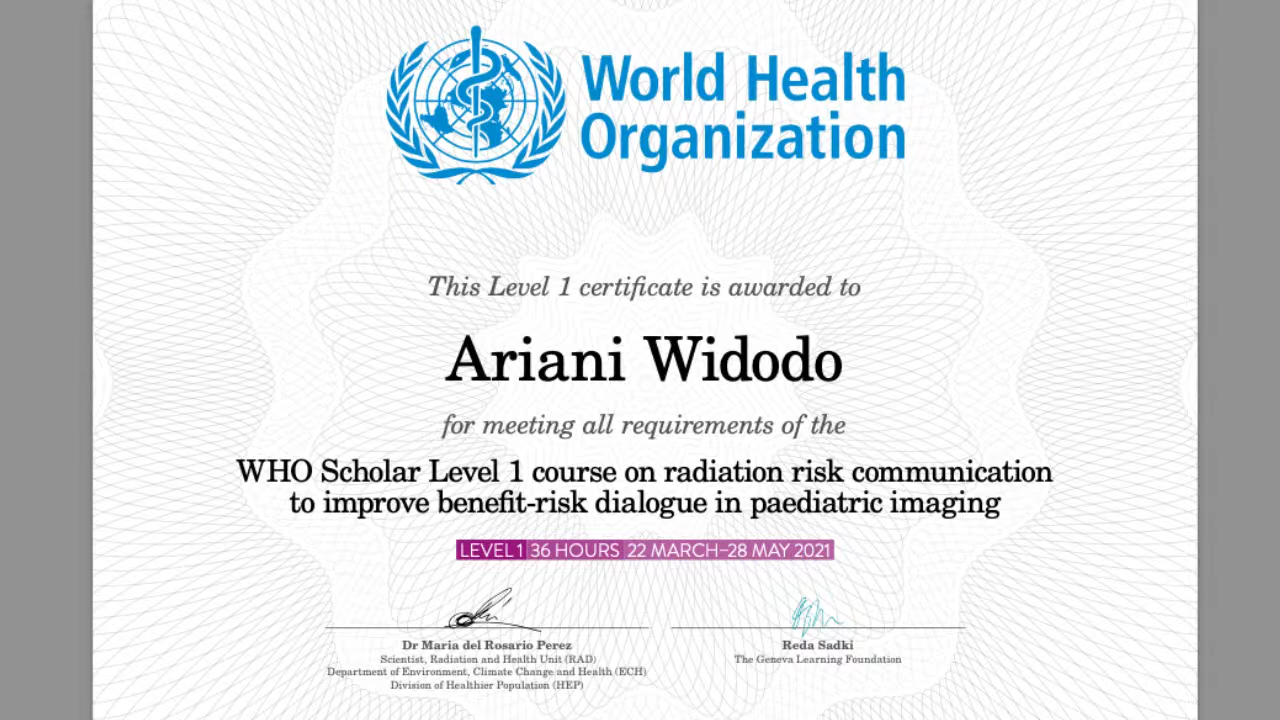 World Health
Organization
This Level 1 certificate is awarded to
Ariani Widodo
for meeting all requirements of the
WHO Scholar Level 1 course on radiation risk communication
to improve benefit-risk dialogue in paediatric imaging
LEVEL 1 36 HOURS 22 MARCH–28 MAY 2021
Dr Maria del Rosario Perez
Scientist, Radiation and Health Unit (RAD)
Department of Environment, Climate Change and Health (ECH)
Division of Healthier Population (HEP)
Reda Sadki
The Geneva Learning Foundation